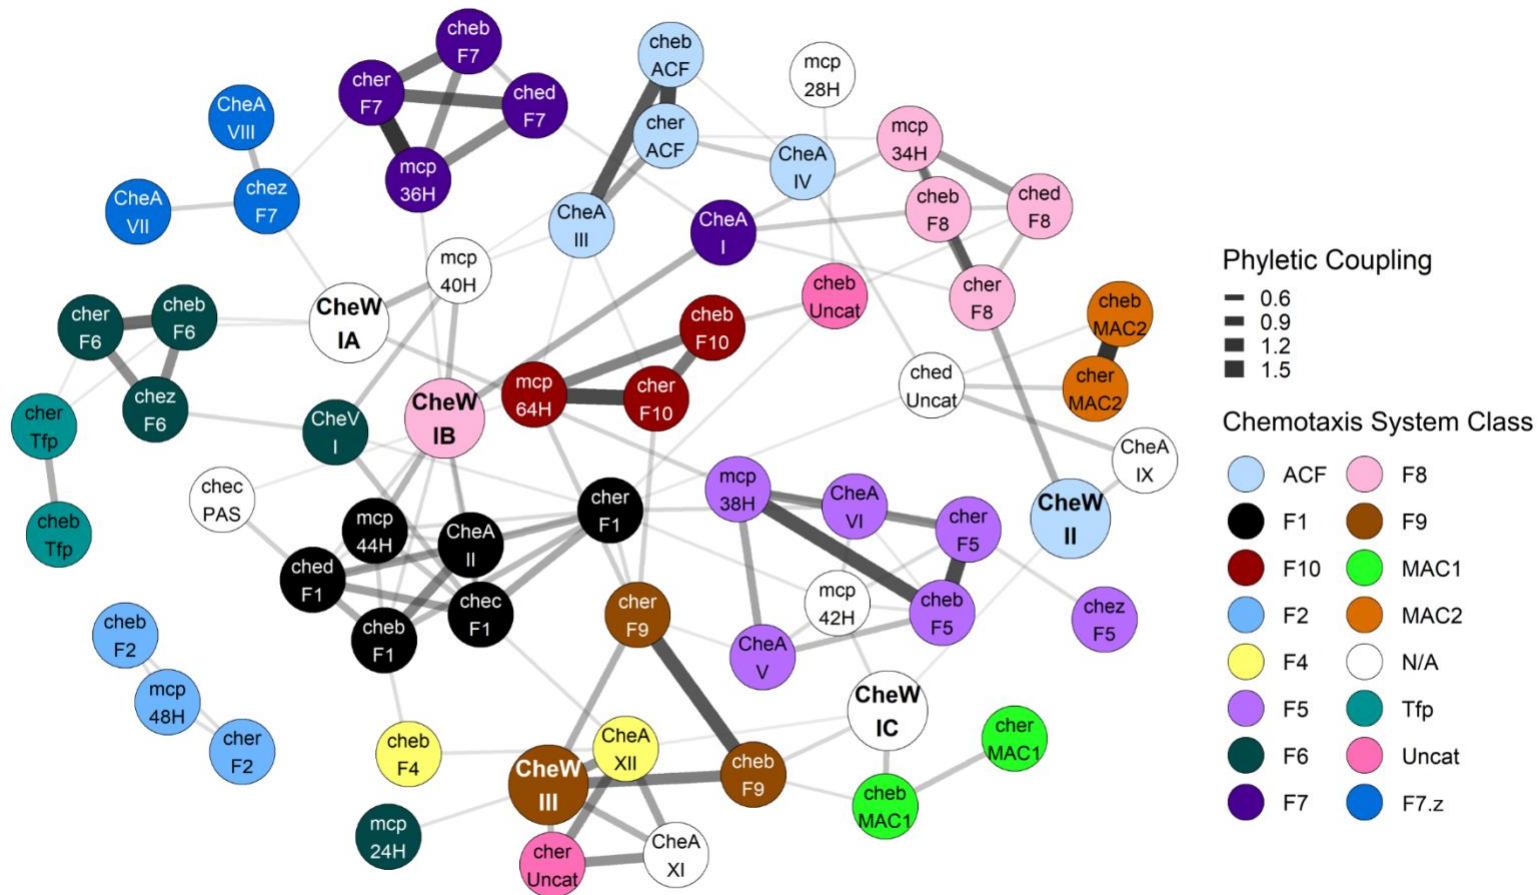 cheb
F7
cher
F7
ched
F7
mcp
36H
CheA
VIII
CheA
VII
chez
F7
cheb
ACF
cher
ACF
CheA
III
CheA
IV
mcp
28H
mcp
34H
cheb
F8
ched
F8
cher
F8
CheA
I
mcp
40H
CheW
IA
cheb
Uncat
cher
F6
cheb
F6
chez
F6
cher
Tfp
cheb
Tfp
CheV
I
CheW
IB
mcp
64H
cheb
F10
cher
F10
ched
Uncat
cheb
MAC2
cher
MAC2
CheA
IX
CheW
II
chec
PAS
mcp
44H
CheA
II
cher
F1
ched
F1
cheb
F1
chec
F1
mcp
38H
CheA
VI
cher
F5
cheb
F5
chez
F5
mcp
42H
CheA
V
cher
F9
cheb
F2
mcp
48H
cher
F2
cheb
F4
CheA
XII
CheW
III
cheb
F9
CheW
IC
cher
MAC1
cheb
MAC1
mcp
24H
cher
Uncat
CheA
XI
Phyletic Coupling
0.6
0.9
1.2
1.5
Chemotaxis System Class
ACF
F1
F10
F2
F4
F5
F6
F7
F8
F9
MAC1
MAC2
N/A
Tfp
Uncat
F7.z